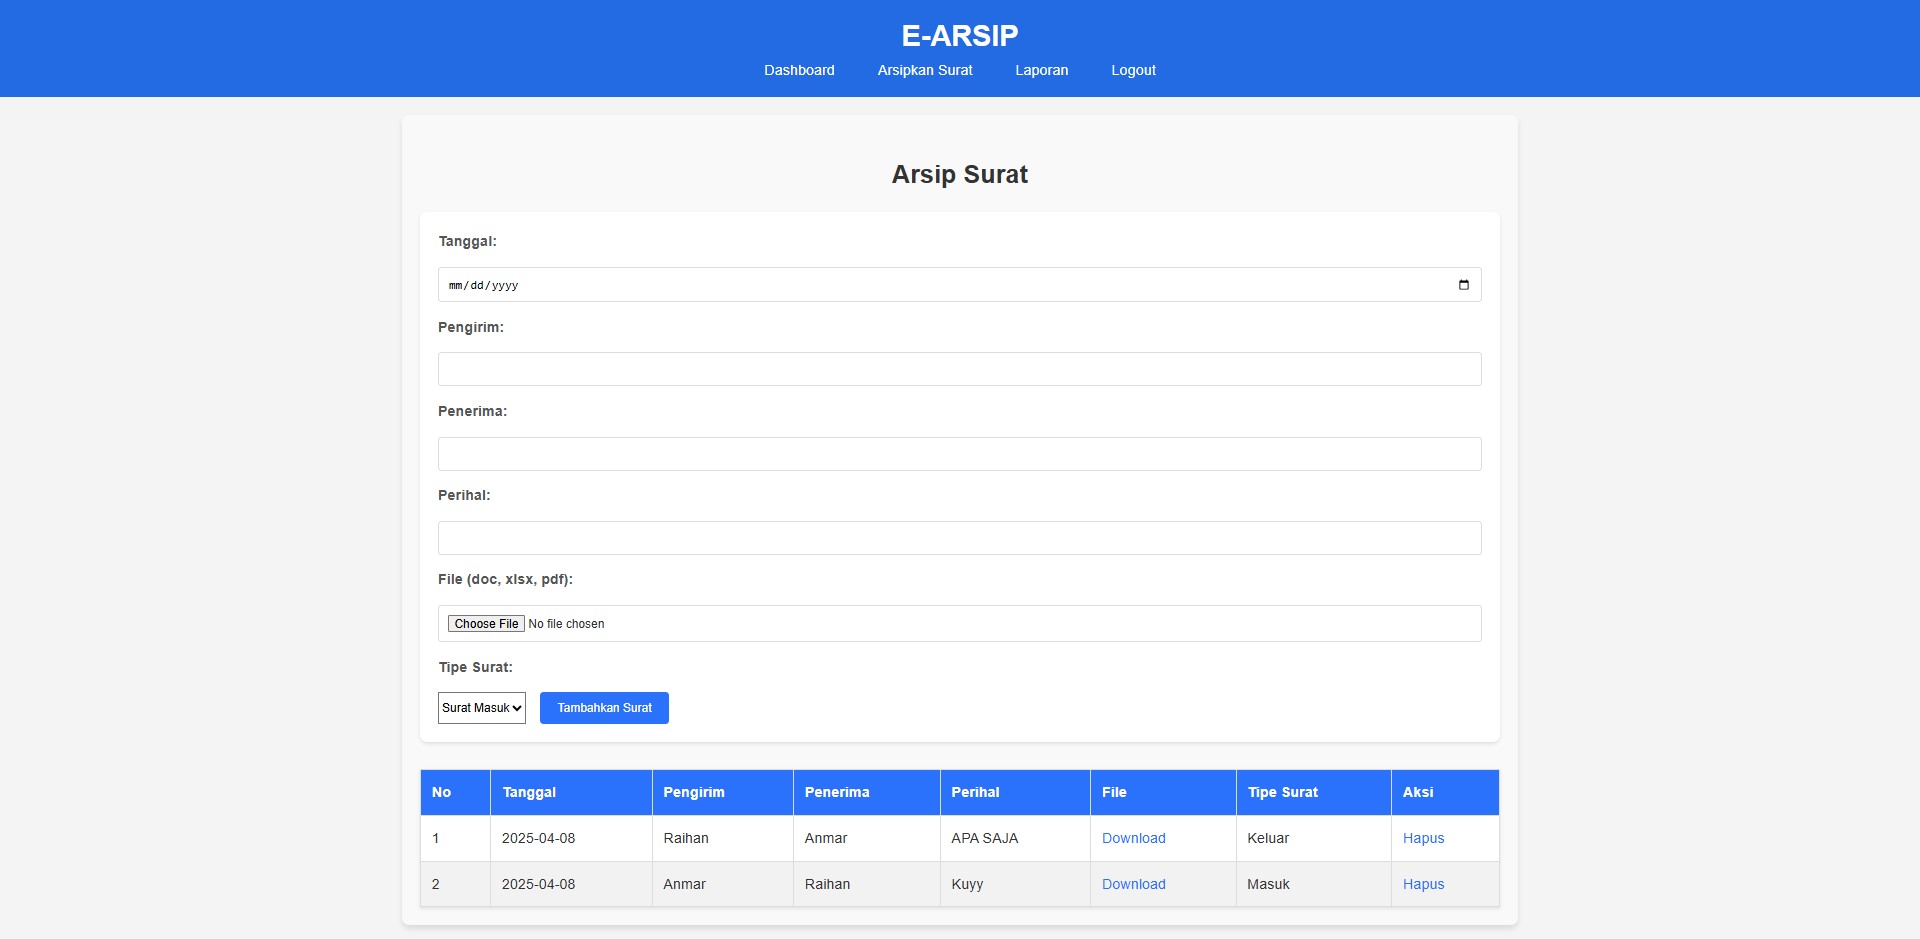 E-ARSIP
Dashboard Arsipkan Surat Laporan Logout
Arsip Surat
Tanggal:
mm/dd/yyyy
Pengirim:
Penerima:
Perihal:
File (doc, xlsx, pdf):
Choose File No file chosen
Tipe Surat:
Surat Masuk Tambahkan Surat
No Tanggal Pengirim Penerima Perihal File Tipe Surat Aksi
1 2025-04-08 Raihan Anmar APA SAJA Download Keluar Hapus
2 2025-04-08 Anmar Raihan Kuyy Download Masuk Hapus